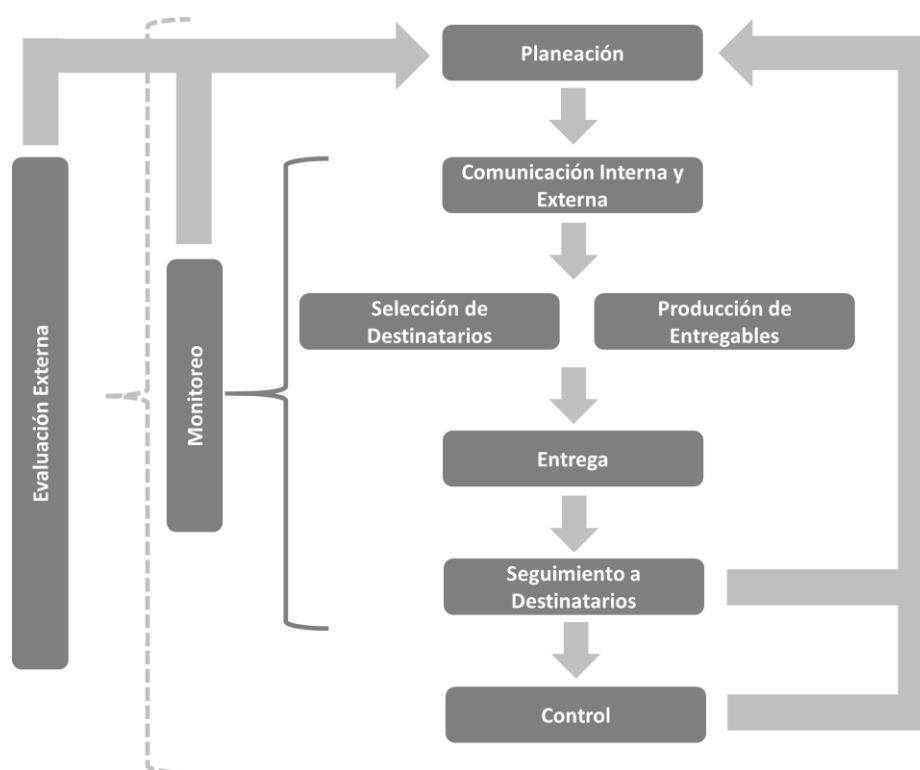 Planeación
Comunicación Interna y
Externa
Selección de
Destinatarios
Producción de
Entregables
Entrega
Seguimiento a
Destinatarios
Control
Monitoreo
Evaluación Externa